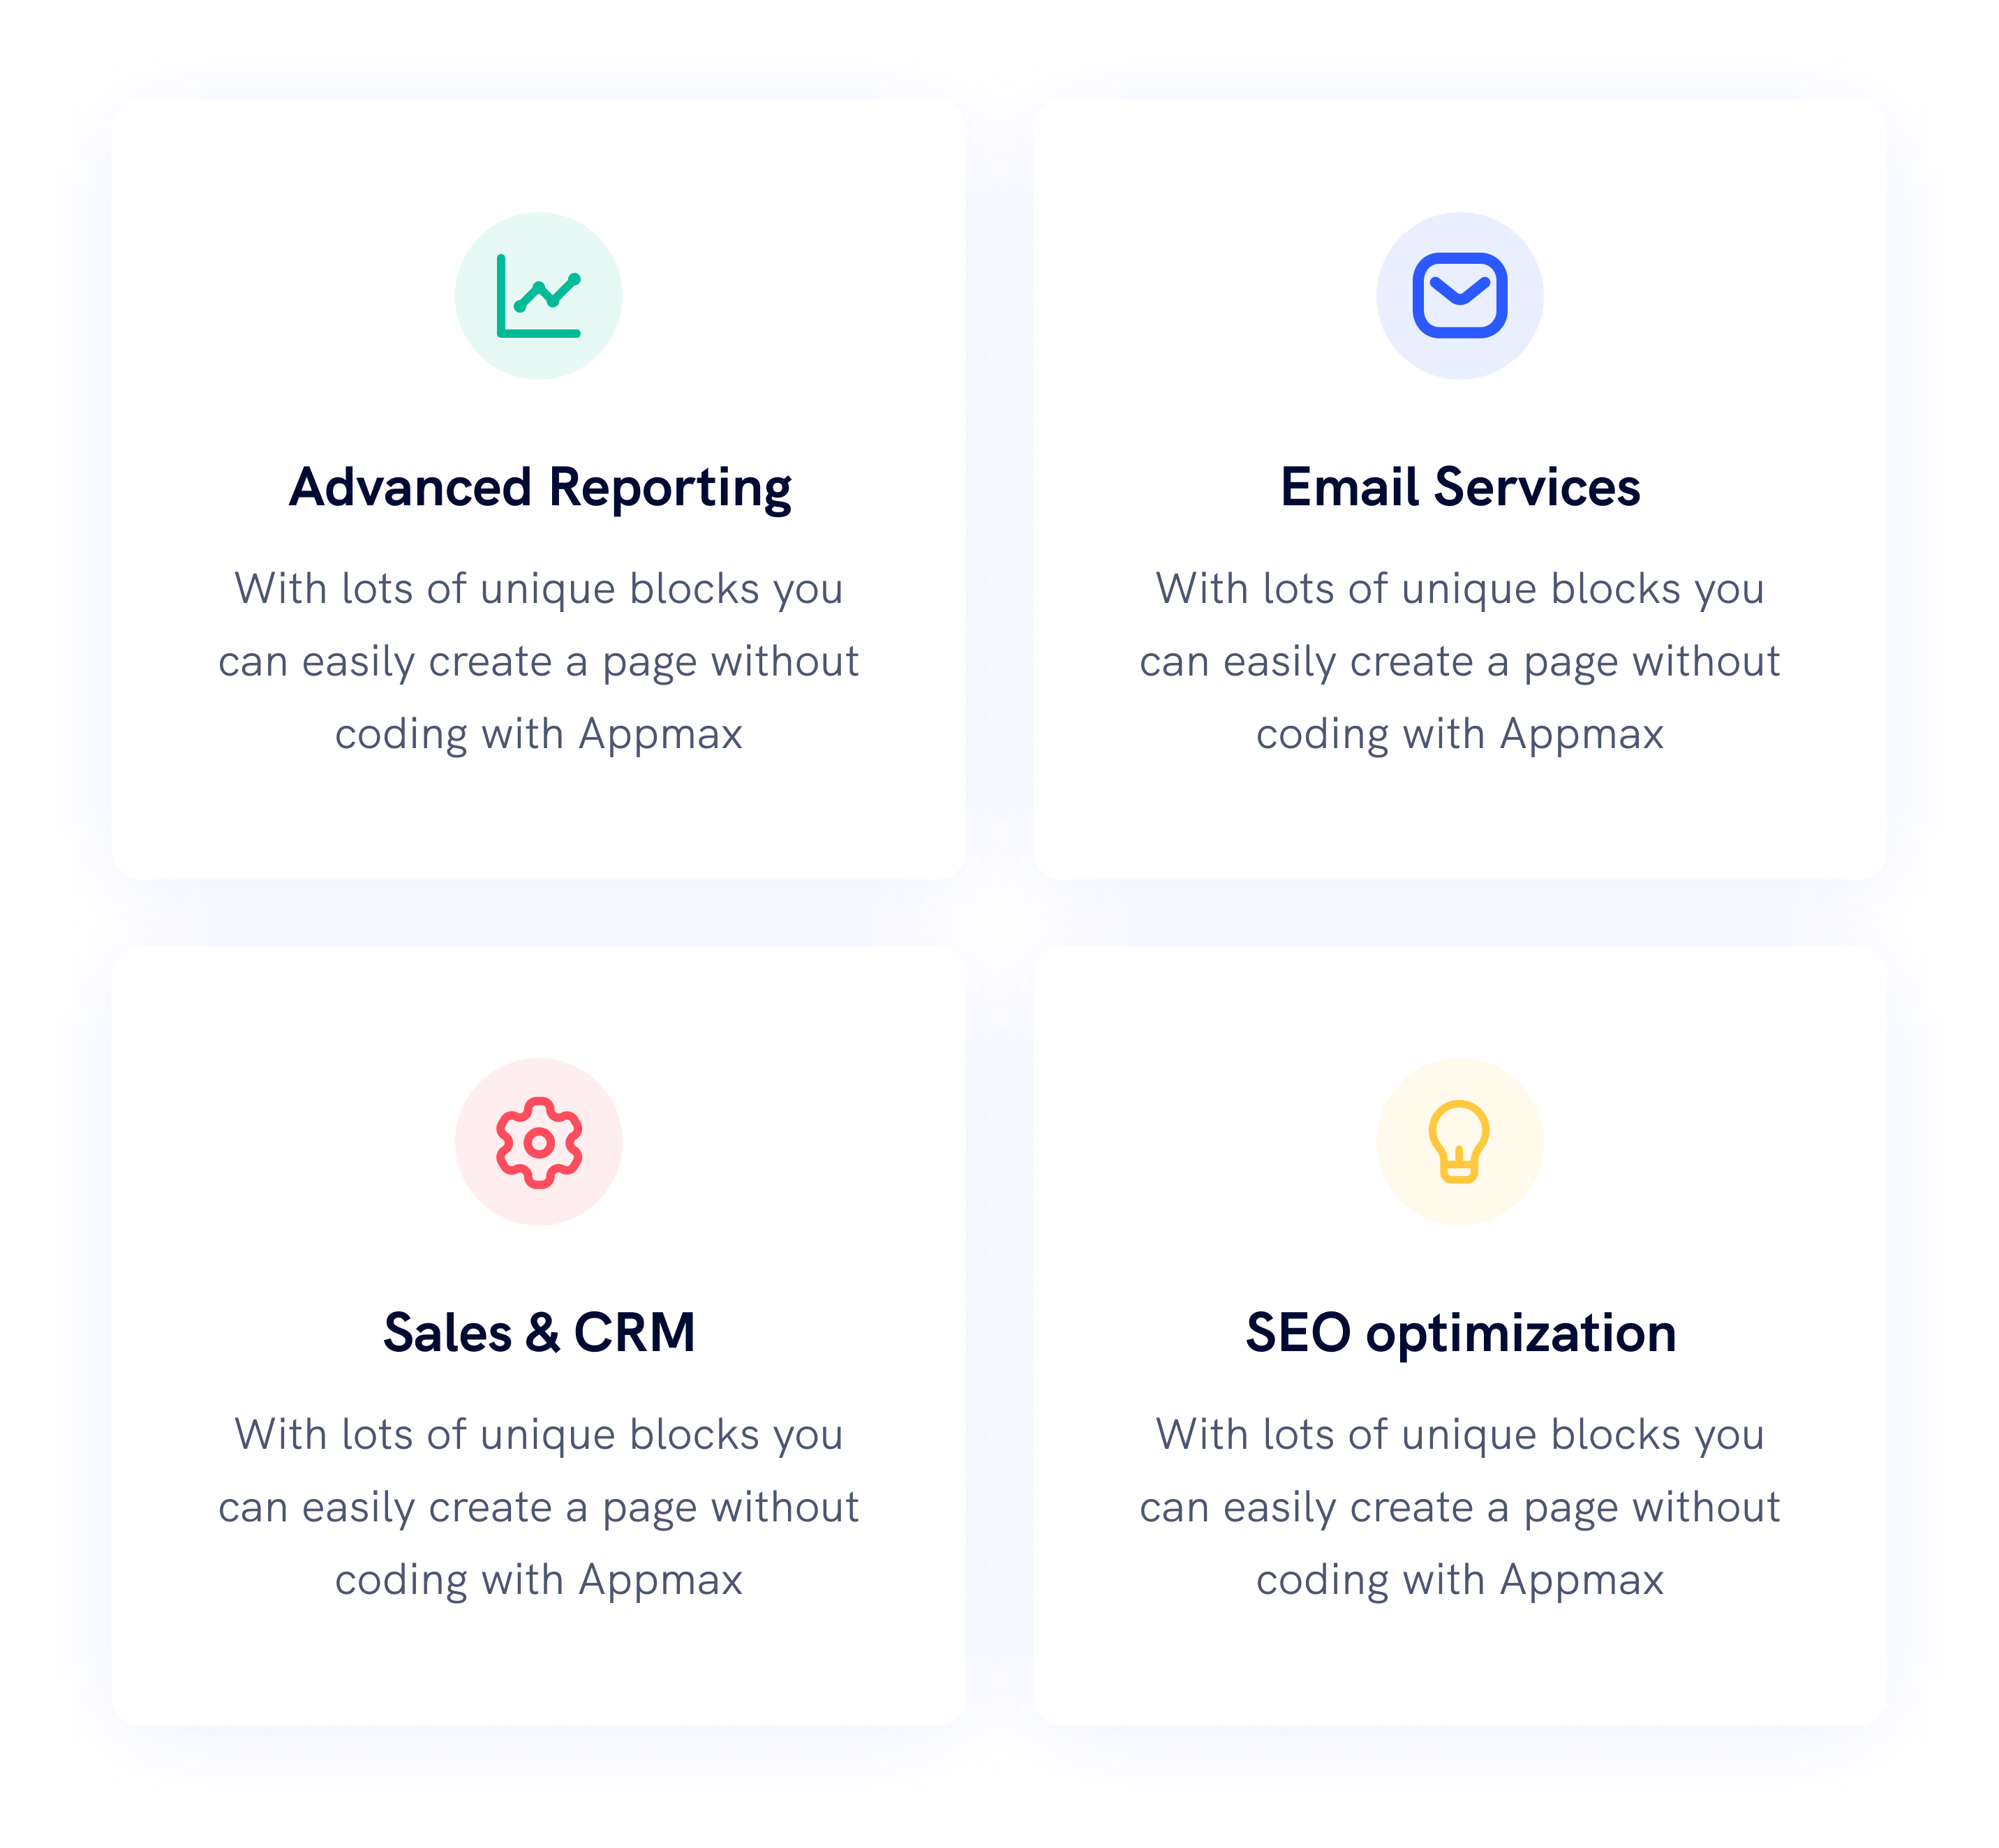 Advanced Reporting
With lots of unique blocks you
can easily create a page without
coding with Appmax
Email Services
With lots of unique blocks you
can easily create a page without
coding with Appmax
Sales & CRM
With lots of unique blocks you
can easily create a page without
coding with Appmax
SEO optimization
With lots of unique blocks you
can easily create a page without
coding with Appmax